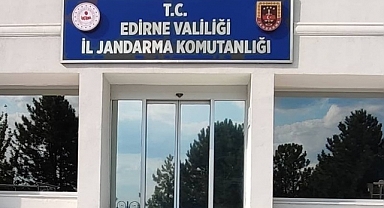 T.C.
EDİRNE VALİLİĞİ
İL JANDARMA KOMUTANLIĞI